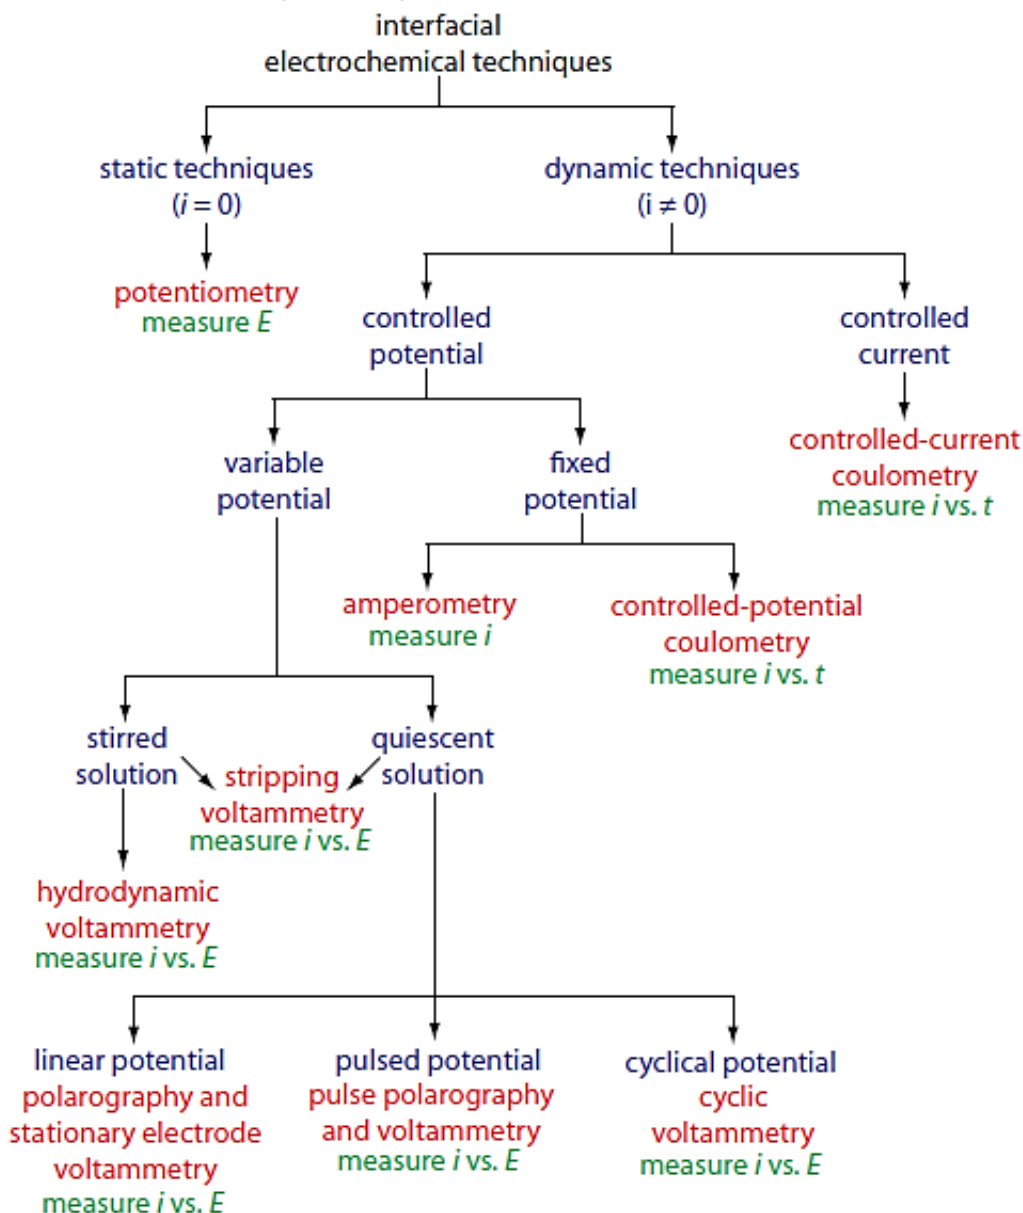 interfacial
electrochemical techniques
static techniques
(i = 0)
dynamic techniques
(i ≠ 0)
potentiometry
measure E
controlled
potential
controlled
current
variable
potential
fixed
potential
controlled-current
coulometry
measure i vs. t
amperometry
measure i
controlled-potential
coulometry
measure i vs. t
stirred
solution
quiescent
solution
stripping
voltammetry
measure i vs. E
hydrodynamic
voltammetry
measure i vs. E
linear potential
polarography and
stationary electrode
voltammetry
measure i vs. E
pulsed potential
pulse polarography
and voltammetry
measure i vs. E
cyclical potential
cyclic
voltammetry
measure i vs. E